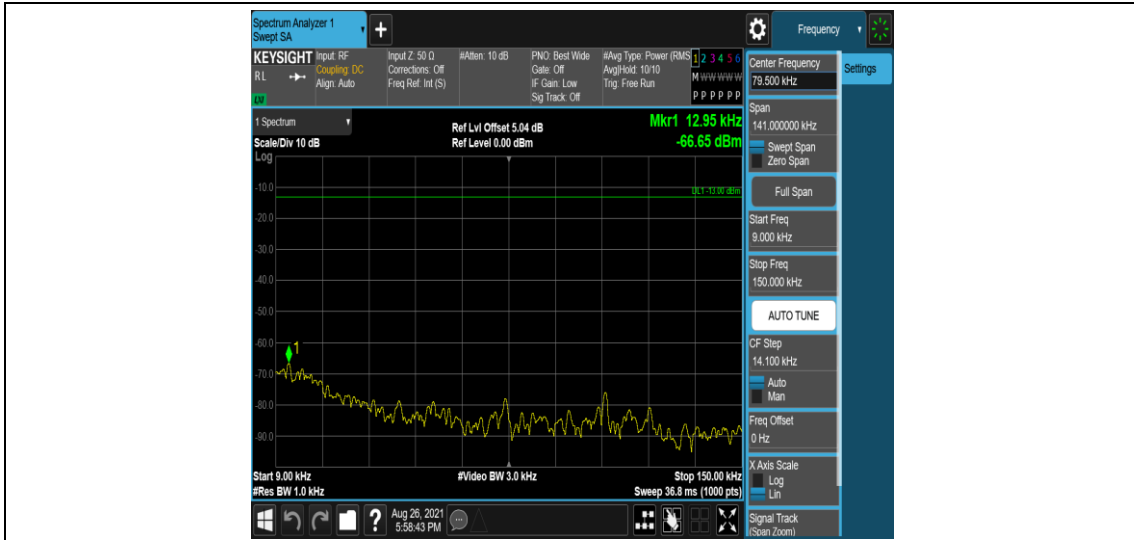 Spectrum Analyzer 1
Swept SA
+
Frequency
KEYSIGHT
RL
LXI
Input: RF
Coupling: DC
Align: Auto
Input Z: 50 Ω
Corrections: Off
Freq Ref: Int (S)
#Atten: 10 dB
PNO: Best Wide
Gate: Off
IF Gain: Low
Sig Track: Off
#Avg Type: Power (RMS
Avg|Hold: 10/10
Trig: Free Run
1 2 3 4 5 6
M W W W W W
P P P P P P
1 Spectrum
Scale/Div 10 dB
Log
Ref Lvl Offset 5.04 dB
Ref Level 0.00 dBm
Mkr1 12.95 kHz
-66.65 dBm
DL1 -13.00 dBm
-10.0
-20.0
-30.0
-40.0
-50.0
-60.0
-70.0
-80.0
-90.0
1
Start 9.00 kHz
#Res BW 1.0 kHz
#Video BW 3.0 kHz
Stop 150.00 kHz
Sweep 36.8 ms (1000 pts)
Center Frequency
79.500 kHz
Settings
Span
141.000000 kHz
Swept Span
Zero Span
Full Span
Start Freq
9.000 kHz
Stop Freq
150.000 kHz
AUTO TUNE
CF Step
14.100 kHz
Auto
Man
Freq Offset
0 Hz
X Axis Scale
Log
Lin
Signal Track
(Span Zoom)
?
Aug 26, 2021
5:58:43 PM